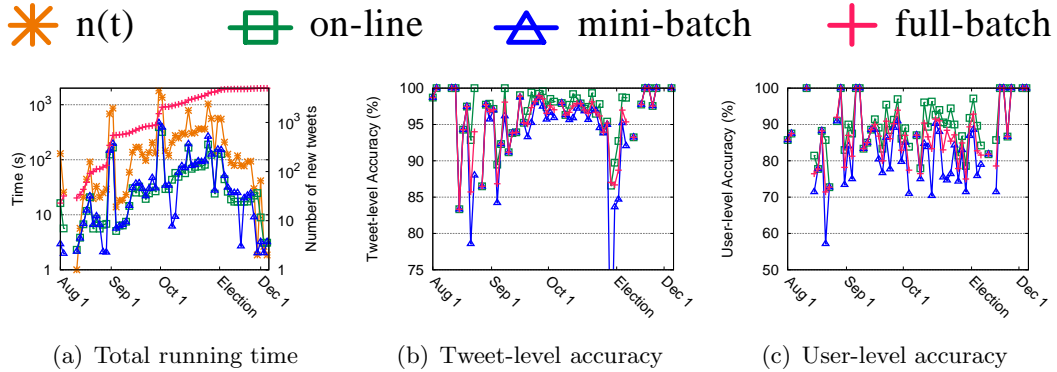 n(t) on-line mini-batch full-batch
Time (s)
10³
10²
10
1
Number of new tweets
10³
10²
10
1
Aug 1 Sep 1 Oct 1 Election Dec 1
(a) Total running time
Tweet-level Accuracy (%)
100
95
90
85
80
75
Aug 1 Sep 1 Oct 1 Election Dec 1
(b) Tweet-level accuracy
User-level Accuracy (%)
100
90
80
70
60
50
Aug 1 Sep 1 Oct 1 Election Dec 1
(c) User-level accuracy